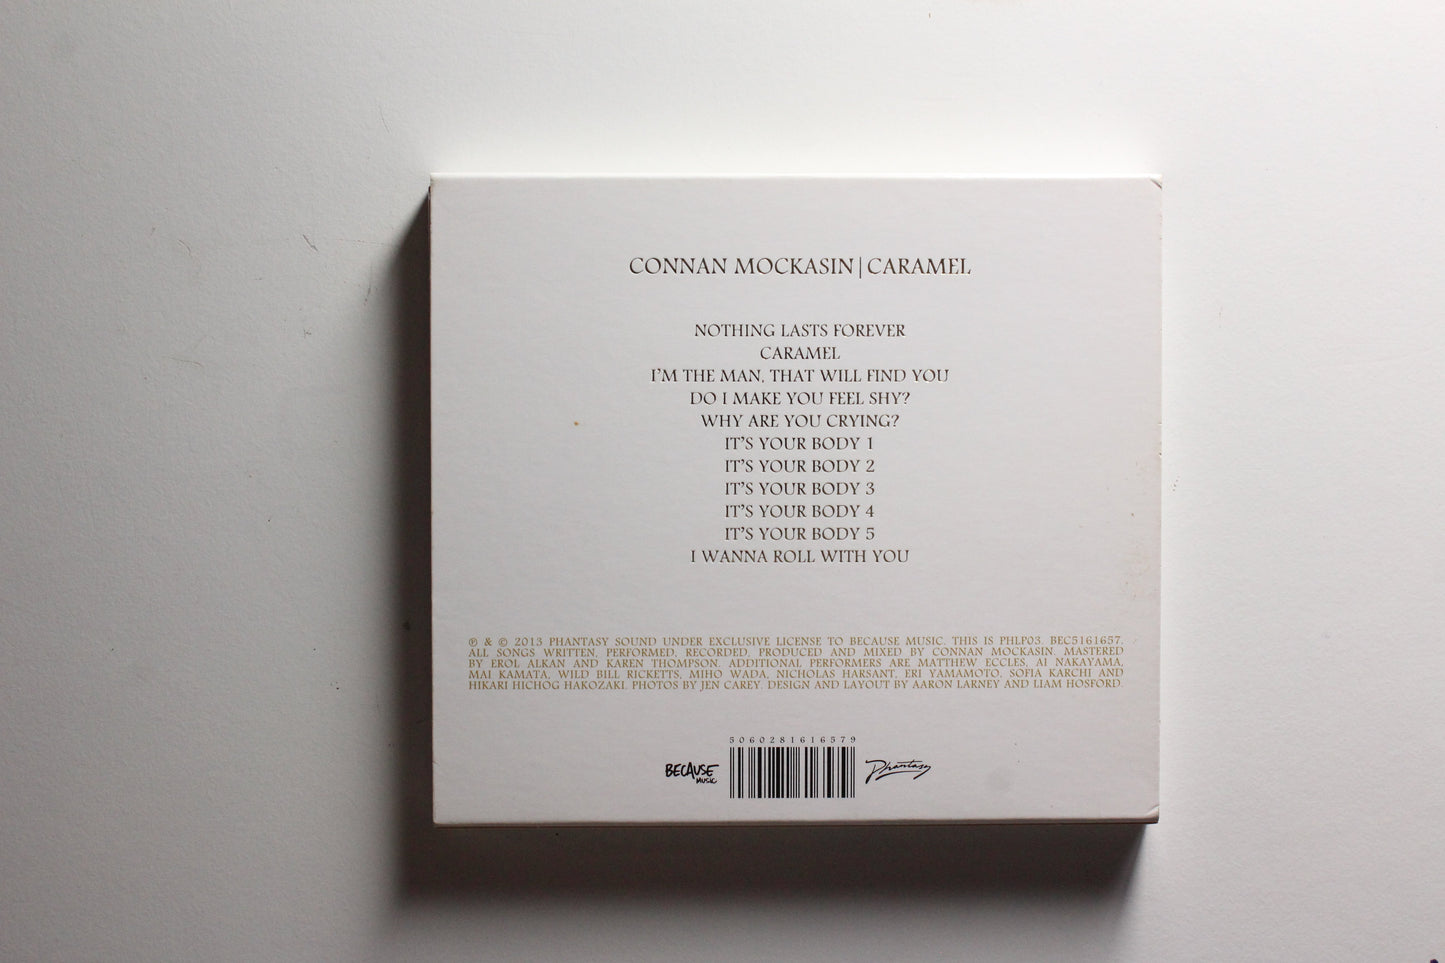 CONNAN MOCKASIN | CARAMEL
NOTHING LASTS FOREVER
CARAMEL
I'M THE MAN, THAT WILL FIND YOU
DO I MAKE YOU FEEL SHY?
WHY ARE YOU CRYING?
IT'S YOUR BODY 1
IT'S YOUR BODY 2
IT'S YOUR BODY 3
IT'S YOUR BODY 4
IT'S YOUR BODY 5
I WANNA ROLL WITH YOU
℗ & © 2013 PHANTASY SOUND UNDER EXCLUSIVE LICENSE TO BECAUSE MUSIC. THIS IS PHLP03. BEC5161657.
ALL SONGS WRITTEN, PERFORMED, RECORDED, PRODUCED AND MIXED BY CONNAN MOCKASIN. MASTERED
BY EROL ALKAN AND KAREN THOMPSON. ADDITIONAL PERFORMERS ARE MATTHEW ECCLES, AI NAKAYAMA,
MAI KAMATA, WILD BILL RICKETTS, MIHO WADA, NICHOLAS HARSANT, ERI YAMAMOTO, SOFIA KARCHI AND
HIKARI HICHOG HAKOZAKI. PHOTOS BY JEN CAREY. DESIGN AND LAYOUT BY AARON LARNEY AND LIAM HOSFORD.
5060281616579
BECAUSE
MUSIC
Phantasy